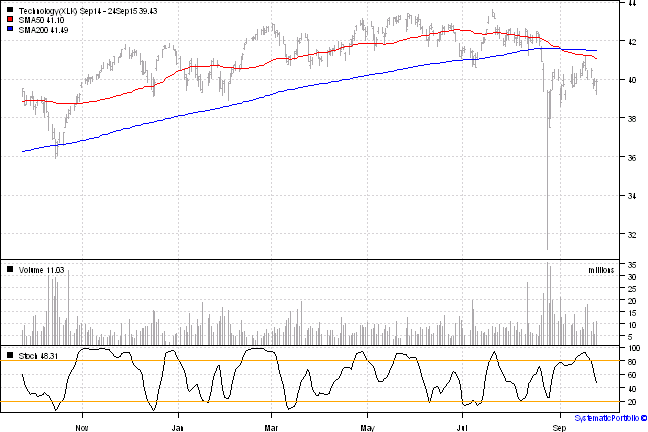 Technology(XLK) Sep14 - 24Sep15 39.43
SMA50 41.10
SMA200 41.49
44
42
40
38
36
34
32
Volume 11.03
millions
35
30
25
20
15
10
5
Stoch 48.31
100
80
60
40
20
Nov
Jan
Mar
May
Jul
Sep
SystematicPortfolio ©